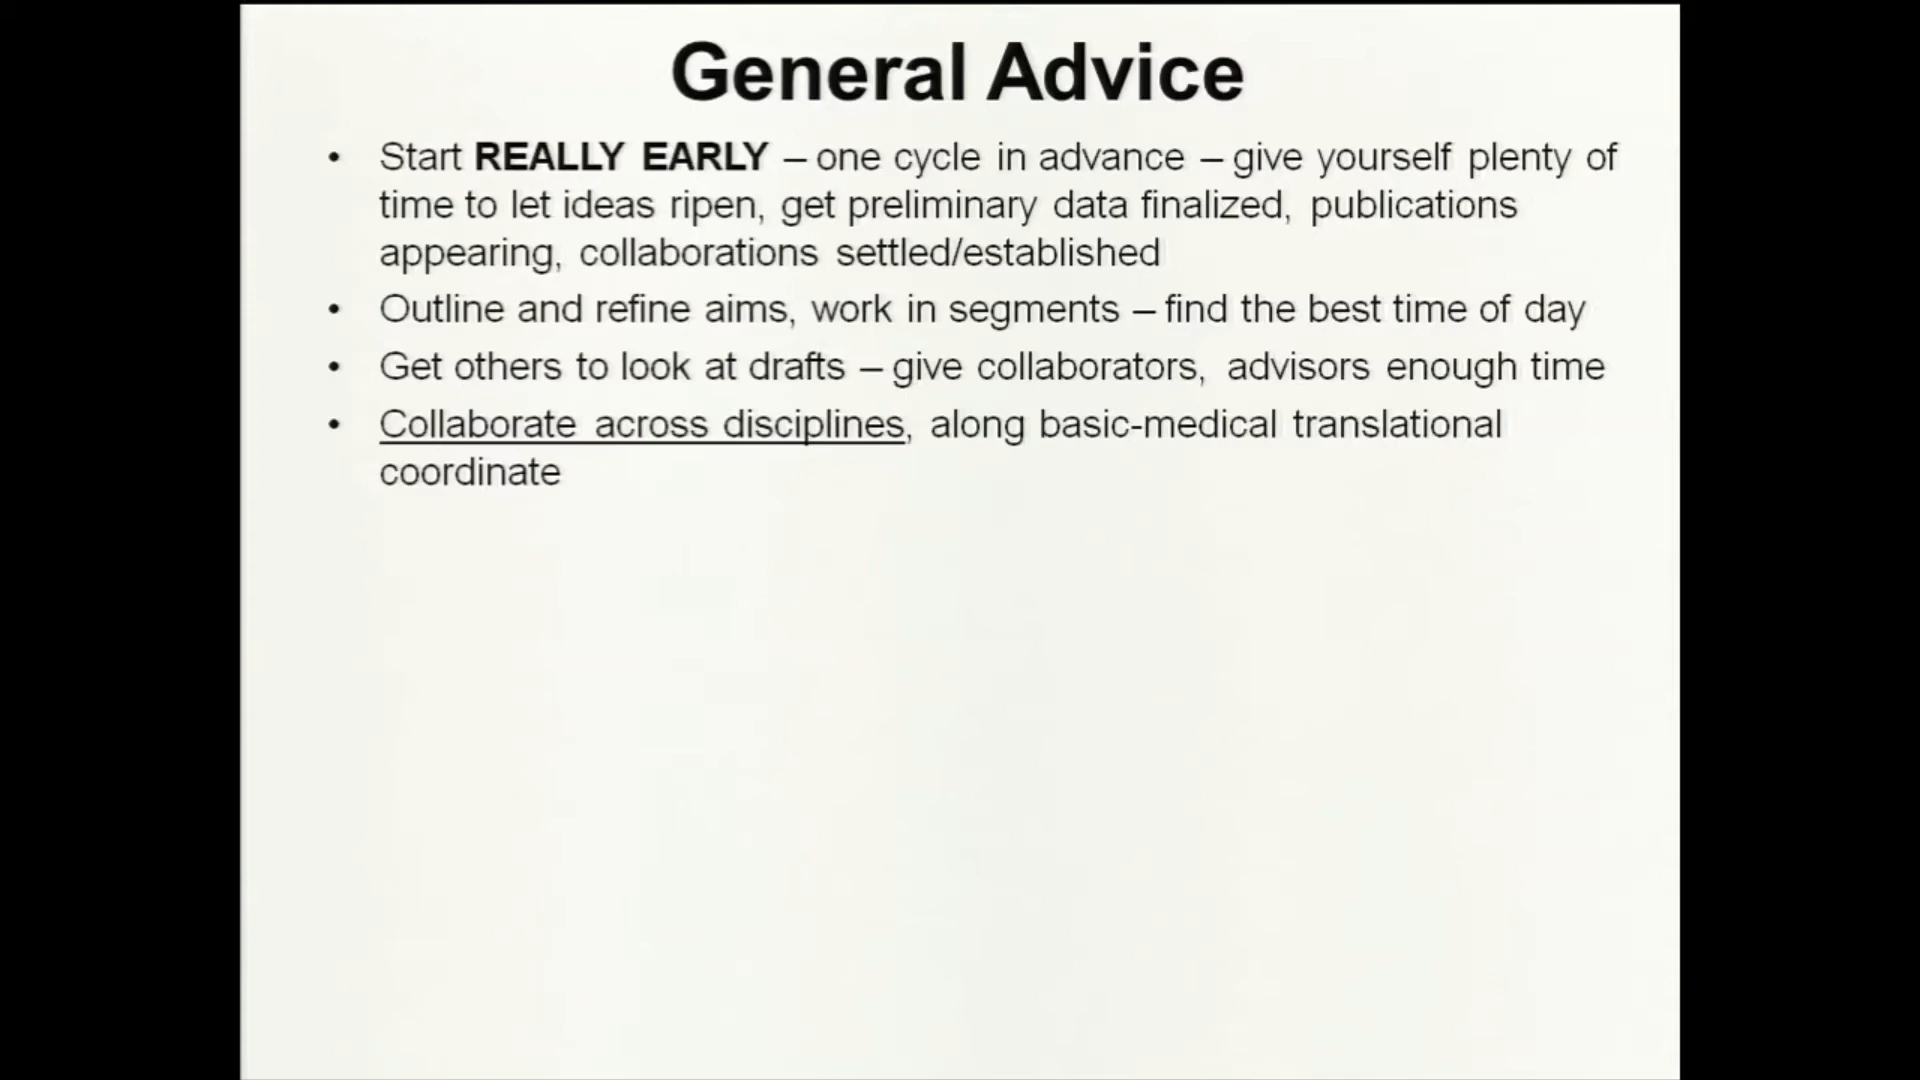 General Advice
• Start REALLY EARLY – one cycle in advance – give yourself plenty of
time to let ideas ripen, get preliminary data finalized, publications
appearing, collaborations settled/established
• Outline and refine aims, work in segments – find the best time of day
• Get others to look at drafts – give collaborators, advisors enough time
• Collaborate across disciplines, along basic-medical translational
coordinate